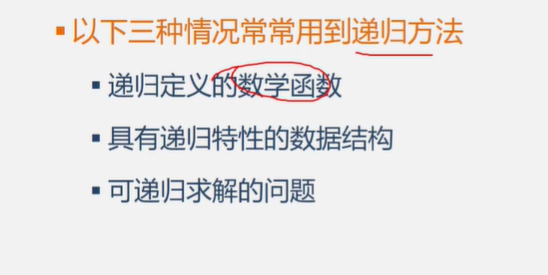 以下三种情况常常用到递归方法
递归定义的数学函数
具有递归特性的数据结构
可递归求解的问题